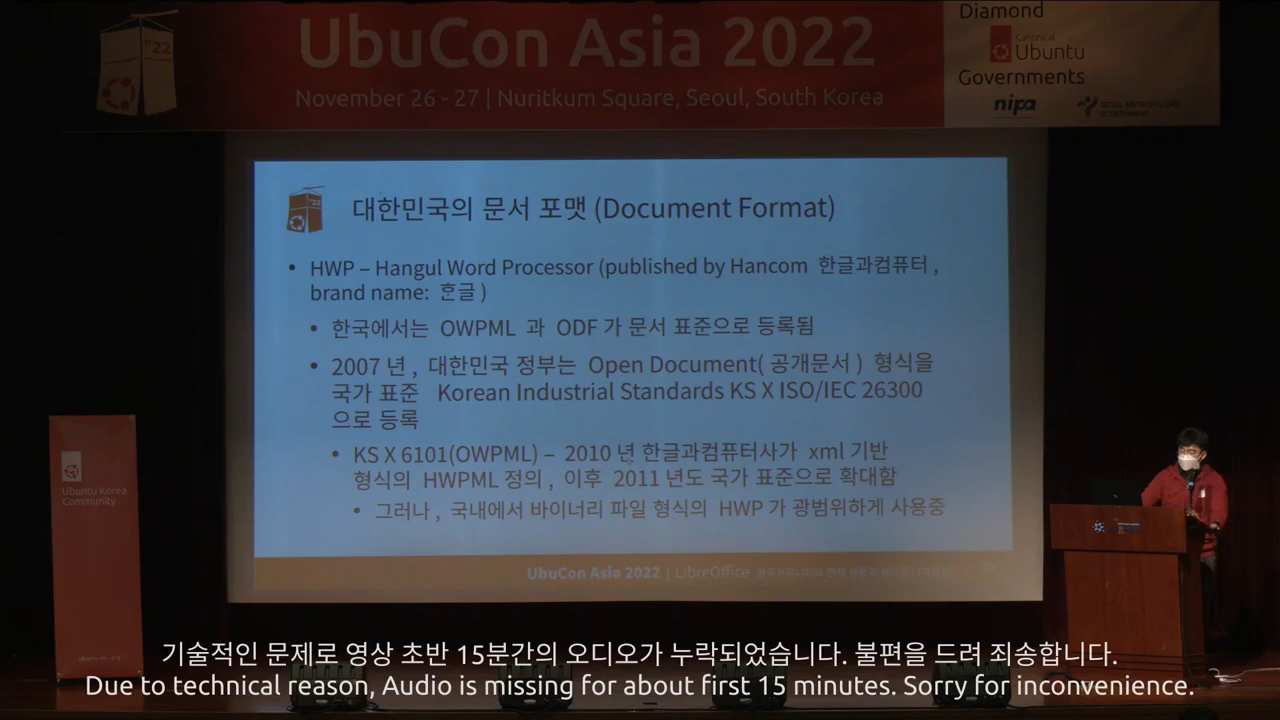 UbuCon Asia 2022
November 26 - 27 | Nuritkum Square, Seoul, South Korea
'22
Diamond
Canonical
Ubuntu
Governments
nipa
SEOUL METROPOLITAN
GOVERNMENT
'22
대한민국의 문서 포맷 (Document Format)
• HWP – Hangul Word Processor (published by Hancom 한글과컴퓨터 ,
brand name: ᄒᆞᆫ글 )
• 한국에서는 OWPML 과 ODF 가 문서 표준으로 등록됨
• 2007 년 , 대한민국 정부는 Open Document( 공개문서 ) 형식을
국가 표준 Korean Industrial Standards KS X ISO/IEC 26300
으로 등록
• KS X 6101(OWPML) – 2010 년 한글과컴퓨터사가 xml 기반
형식의 HWPML 정의 , 이후 2011 년도 국가 표준으로 확대함
• 그러나 , 국내에서 바이너리 파일 형식의 HWP 가 광범위하게 사용중
UbuCon Asia 2022 | LibreOffice
Ubuntu Korea
Community
기술적인 문제로 영상 초반 15분간의 오디오가 누락되었습니다. 불편을 드려 죄송합니다.
Due to technical reason, Audio is missing for about first 15 minutes. Sorry for inconvenience.